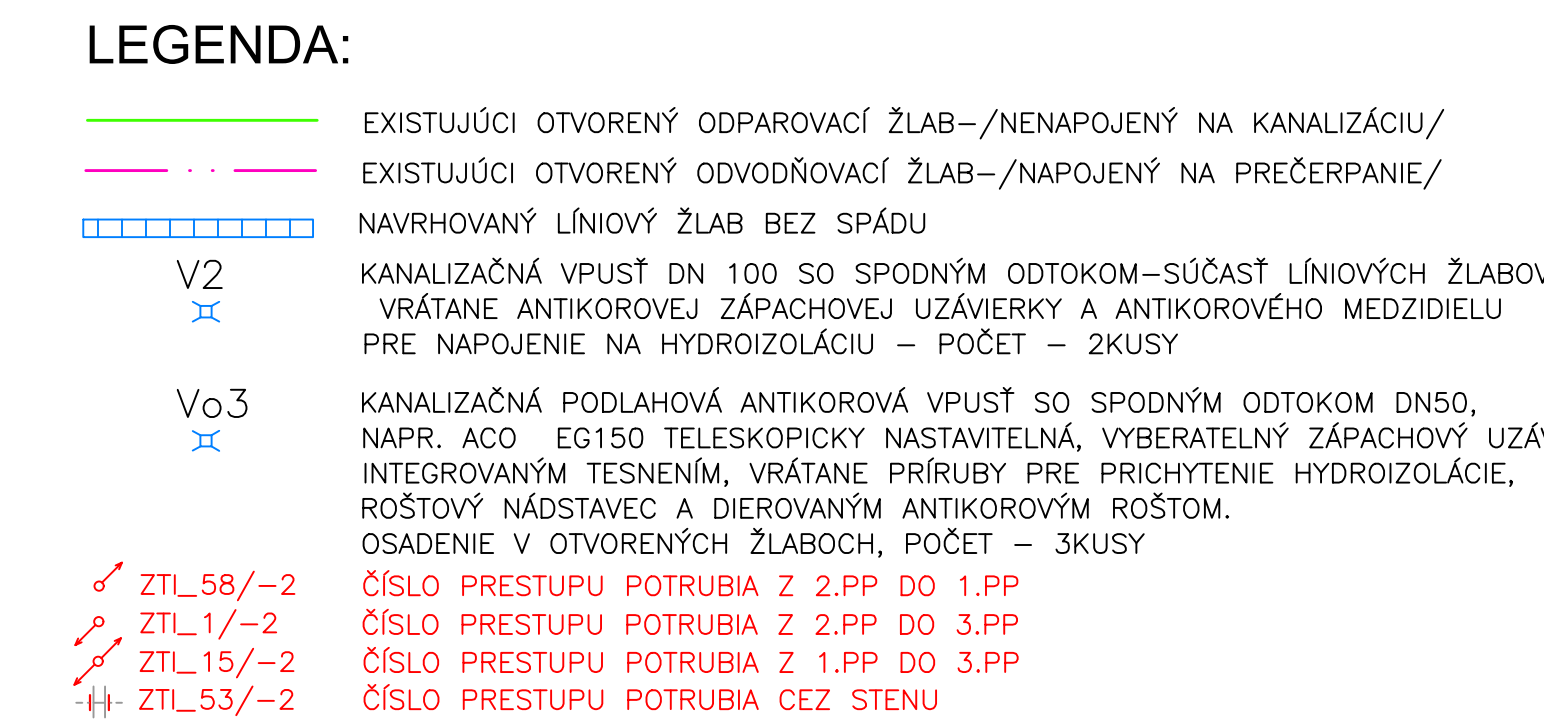 LEGENDA:
EXISTUJÚCI OTVORENÝ ODPAROVACÍ ŽLAB-/NENAPOJENÝ NA KANALIZÁCIU/
EXISTUJÚCI OTVORENÝ ODVODŇOVACÍ ŽLAB-/NAPOJENÝ NA PREČERPANIE/
NAVRHOVANÝ LÍNIOVÝ ŽLAB BEZ SPÁDU
V2 KANALIZAČNÁ VPUSŤ DN 100 SO SPODNÝM ODTOKOM-SÚČASŤ LÍNIOVÝCH ŽLABOV
VRÁTANE ANTIKOROVEJ ZÁPACHOVEJ UZÁVIERKY A ANTIKOROVÉHO MEDZIDIELU
PRE NAPOJENIE NA HYDROIZOLÁCIU - POČET - 2KUSY
Vo3 KANALIZAČNÁ PODLAHOVÁ ANTIKOROVÁ VPUSŤ SO SPODNÝM ODTOKOM DN50,
NAPR. ACO EG150 TELESKOPICKY NASTAVITELNÁ, VYBERATELNÝ ZÁPACHOVÝ
INTEGROVANÝM TESNENÍM, VRÁTANE PRÍRUBY PRE PRICHYTENIE HYDROIZOLÁCIE,
ROŠTOVÝ NÁDSTAVEC A DIEROVANÝM ANTIKOROVÝM ROŠTOM.
OSADENIE V OTVORENÝCH ŽLABOCH, POČET - 3KUSY
ZTI_58/-2 ČÍSLO PRESTUPU POTRUBIA Z 2.PP DO 1.PP
ZTI_1/-2 ČÍSLO PRESTUPU POTRUBIA Z 2.PP DO 3.PP
ZTI_15/-2 ČÍSLO PRESTUPU POTRUBIA Z 1.PP DO 3.PP
ZTI_53/-2 ČÍSLO PRESTUPU POTRUBIA CEZ STENU